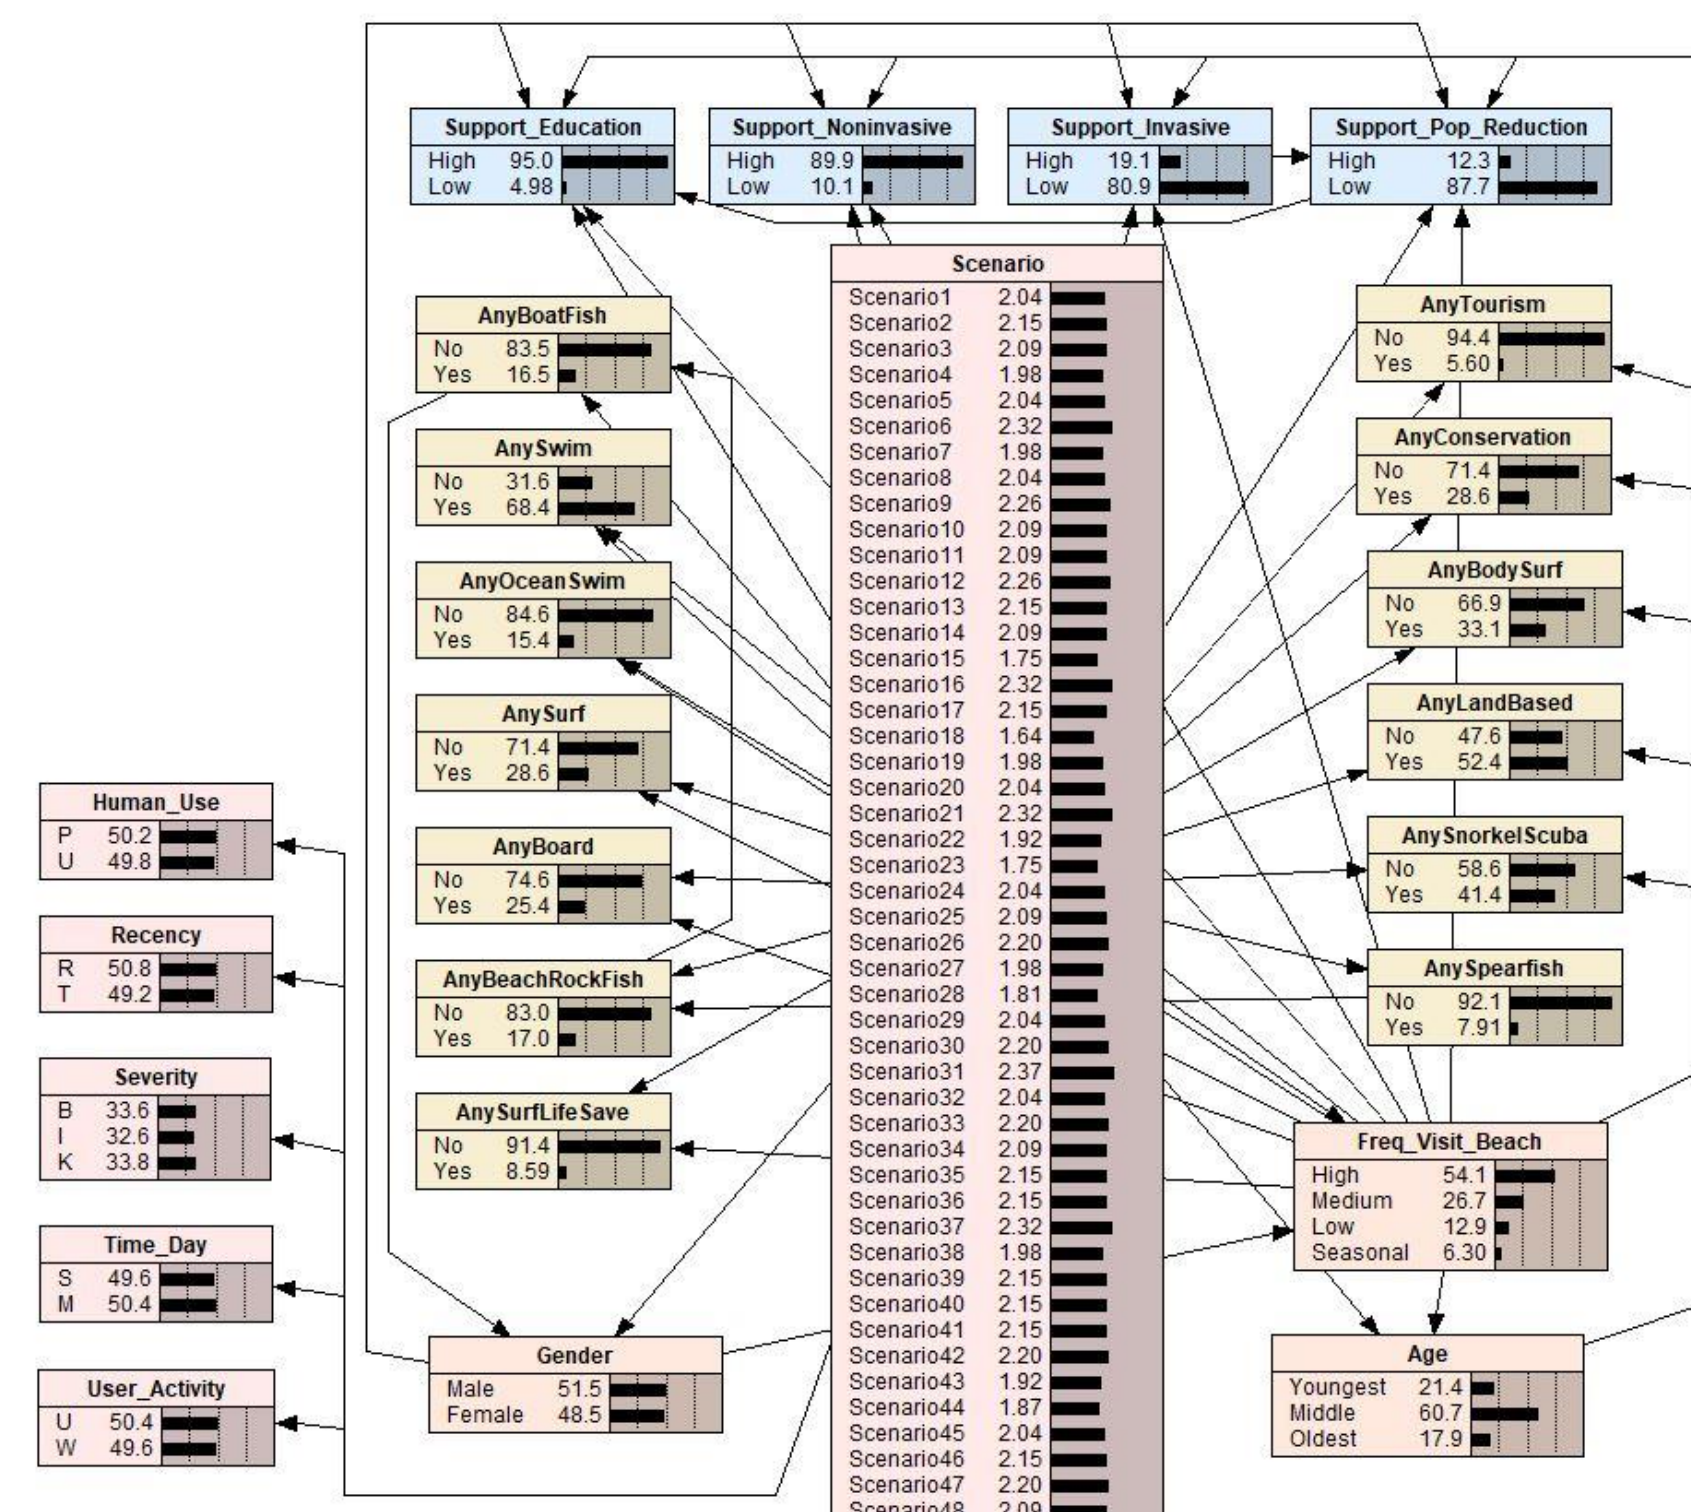 Support_Education
High 95.0
Low 4.98
Support_Noninvasive
High 89.9
Low 10.1
Support_Invasive
High 19.1
Low 80.9
Support_Pop_Reduction
High 12.3
Low 87.7
AnyBoatFish
No 83.5
Yes 16.5
AnySwim
No 31.6
Yes 68.4
AnyOceanSwim
No 84.6
Yes 15.4
AnySurf
No 71.4
Yes 28.6
AnyBoard
No 74.6
Yes 25.4
AnyBeachRockFish
No 83.0
Yes 17.0
AnySurfLifeSave
No 91.4
Yes 8.59
Human_Use
P 50.2
U 49.8
Recency
R 50.8
T 49.2
Severity
B 33.6
I 32.6
K 33.8
Time_Day
S 49.6
M 50.4
User_Activity
U 50.4
W 49.6
Gender
Male 51.5
Female 48.5
Scenario
Scenario1 2.04
Scenario2 2.15
Scenario3 2.09
Scenario4 1.98
Scenario5 2.04
Scenario6 2.32
Scenario7 1.98
Scenario8 2.04
Scenario9 2.26
Scenario10 2.09
Scenario11 2.09
Scenario12 2.26
Scenario13 2.15
Scenario14 2.09
Scenario15 1.75
Scenario16 2.32
Scenario17 2.15
Scenario18 1.64
Scenario19 1.98
Scenario20 2.04
Scenario21 2.32
Scenario22 1.92
Scenario23 1.75
Scenario24 2.04
Scenario25 2.09
Scenario26 2.20
Scenario27 1.98
Scenario28 1.81
Scenario29 2.04
Scenario30 2.20
Scenario31 2.37
Scenario32 2.04
Scenario33 2.20
Scenario34 2.09
Scenario35 2.15
Scenario36 2.15
Scenario37 2.32
Scenario38 1.98
Scenario39 2.15
Scenario40 2.15
Scenario41 2.15
Scenario42 2.20
Scenario43 1.92
Scenario44 1.87
Scenario45 2.04
Scenario46 2.15
Scenario47 2.20
Scenario48 2.09
AnyTourism
No 94.4
Yes 5.60
AnyConservation
No 71.4
Yes 28.6
AnyBodySurf
No 66.9
Yes 33.1
AnyLandBased
No 47.6
Yes 52.4
AnySnorkelScuba
No 58.6
Yes 41.4
AnySpearfish
No 92.1
Yes 7.91
Freq_Visit_Beach
High 54.1
Medium 26.7
Low 12.9
Seasonal 6.30
Age
Youngest 21.4
Middle 60.7
Oldest 17.9